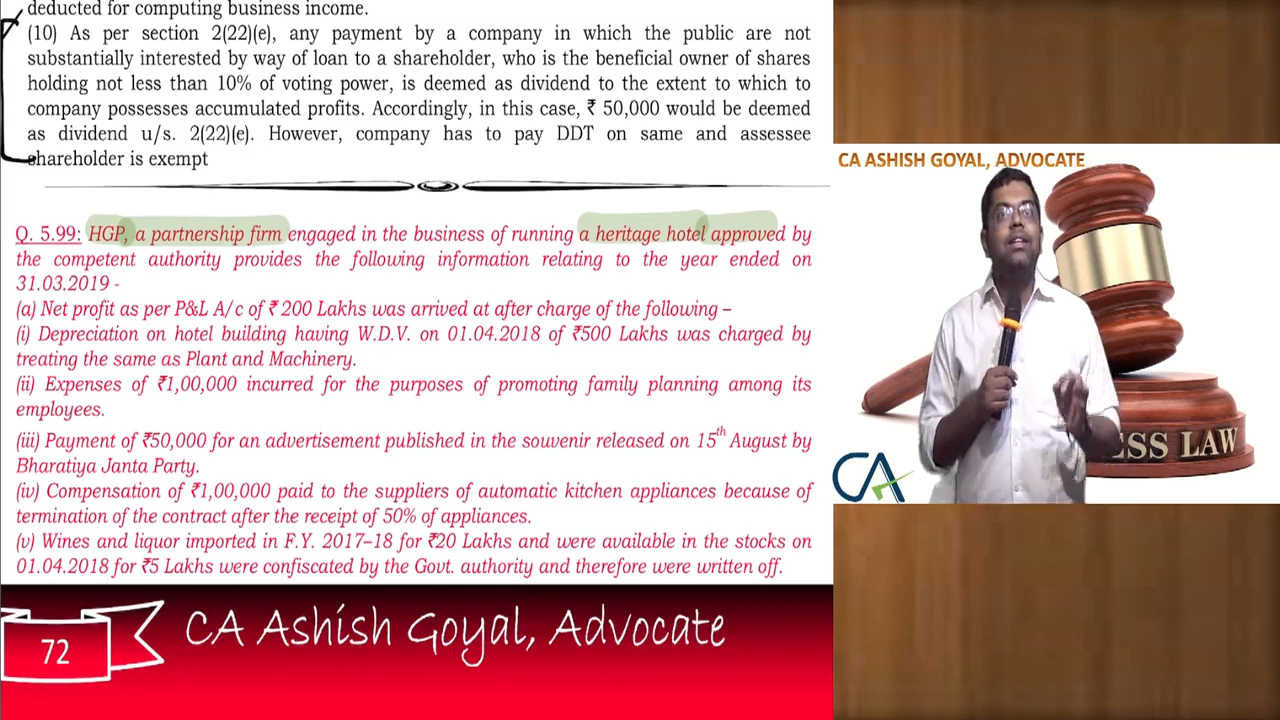 deducted for computing business income.
(10) As per section 2(22)(e), any payment by a company in which the public are not
substantially interested by way of loan to a shareholder, who is the beneficial owner of shares
holding not less than 10% of voting power, is deemed as dividend to the extent to which to
company possesses accumulated profits. Accordingly, in this case, ₹ 50,000 would be deemed
as dividend u/s. 2(22)(e). However, company has to pay DDT on same and assessee
shareholder is exempt
Q. 5.99: HGP, a partnership firm engaged in the business of running a heritage hotel approved by
the competent authority provides the following information relating to the year ended on
31.03.2019 -
(a) Net profit as per P&L A/c of ₹ 200 Lakhs was arrived at after charge of the following –
(i) Depreciation on hotel building having W.D.V. on 01.04.2018 of ₹500 Lakhs was charged by
treating the same as Plant and Machinery.
(ii) Expenses of ₹1,00,000 incurred for the purposes of promoting family planning among its
employees.
(iii) Payment of ₹50,000 for an advertisement published in the souvenir released on 15th August by
Bharatiya Janta Party.
(iv) Compensation of ₹1,00,000 paid to the suppliers of automatic kitchen appliances because of
termination of the contract after the receipt of 50% of appliances.
(v) Wines and liquor imported in F.Y. 2017–18 for ₹20 Lakhs and were available in the stocks on
01.04.2018 for ₹5 Lakhs were confiscated by the Govt. authority and therefore were written off.
72
CA Ashish Goyal, Advocate
CA ASHISH GOYAL, ADVOCATE
ESS LAW
CA